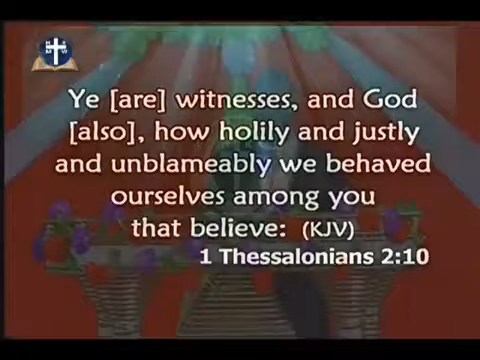 Ye [are] witnesses, and God
[also], how holily and justly
and unblameably we behaved
ourselves among you
that believe: (KJV)
1 Thessalonians 2:10